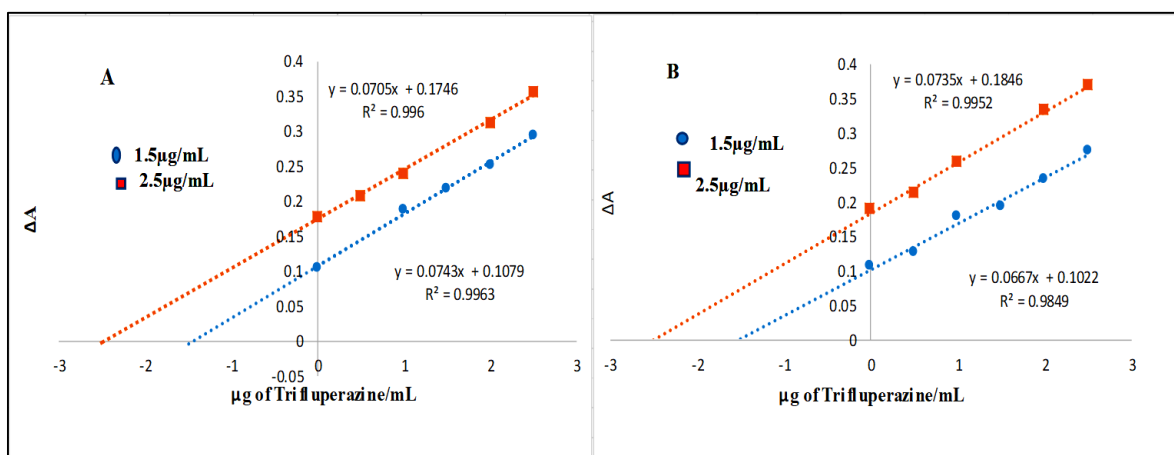 A
y = 0.0705x + 0.1746
R² = 0.996
1.5µg/mL
2.5µg/mL
y = 0.0743x + 0.1079
R² = 0.9963
ΔA
0.4
0.35
0.3
0.25
0.2
0.15
0.1
0.05
0
-0.05
-3
-2
-1
0
1
2
3
µg of Trifluperazine/mL
B
y = 0.0735x + 0.1846
R² = 0.9952
1.5µg/mL
2.5µg/mL
y = 0.0667x + 0.1022
R² = 0.9849
ΔA
0.4
0.35
0.3
0.25
0.2
0.15
0.1
0.05
0
-3
-2
-1
0
1
2
3
µg of Trifluperazine/mL